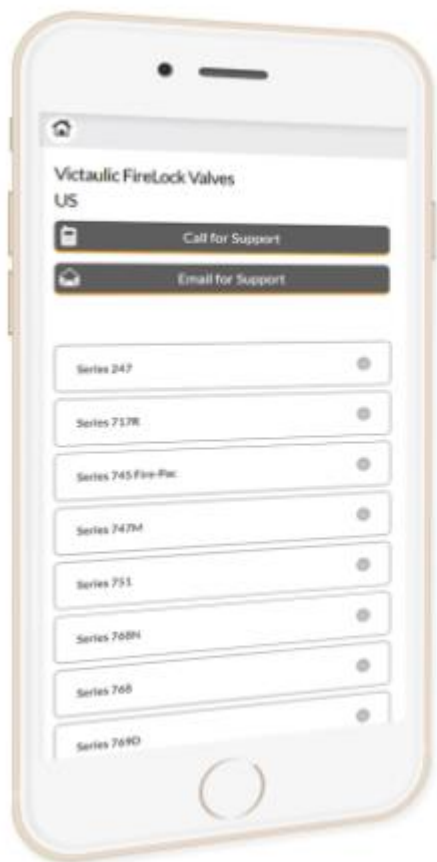 Victaulic FireLock Valves
US
Call for Support
Email for Support
Series 247
Series 717R
Series 745 Fire-Pac
Series 747M
Series 751
Series 768N
Series 768
Series 769D